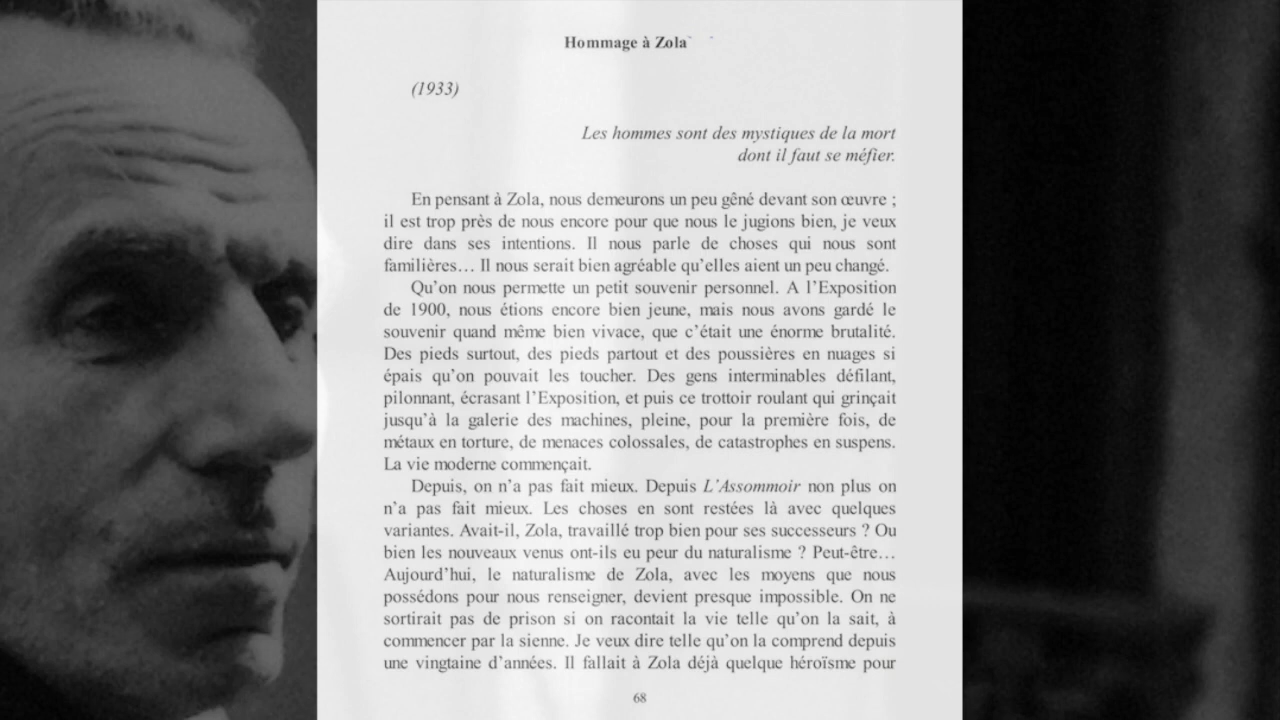 Hommage à Zola
(1933)
Les hommes sont des mystiques de la mort
dont il faut se méfier.
En pensant à Zola, nous demeurons un peu gêné devant son œuvre ;
il est trop près de nous encore pour que nous le jugions bien, je veux
dire dans ses intentions. Il nous parle de choses qui nous sont
familières… Il nous serait bien agréable qu’elles aient un peu changé.
Qu’on nous permette un petit souvenir personnel. A l’Exposition
de 1900, nous étions encore bien jeune, mais nous avons gardé le
souvenir quand même bien vivace, que c’était une énorme brutalité.
Des pieds surtout, des pieds partout et des poussières en nuages si
épais qu’on pouvait les toucher. Des gens interminables défilant,
pilonnant, écrasant l’Exposition, et puis ce trottoir roulant qui grinçait
jusqu’à la galerie des machines, pleine, pour la première fois, de
métaux en torture, de menaces colossales, de catastrophes en suspens.
La vie moderne commençait.
Depuis, on n’a pas fait mieux. Depuis L’Assommoir non plus on
n’a pas fait mieux. Les choses en sont restées là avec quelques
variantes. Avait-il, Zola, travaillé trop bien pour ses successeurs ? Ou
bien les nouveaux venus ont-ils eu peur du naturalisme ? Peut-être…
Aujourd’hui, le naturalisme de Zola, avec les moyens que nous
possédons pour nous renseigner, devient presque impossible. On ne
sortirait pas de prison si on racontait la vie telle qu’on la sait, à
commencer par la sienne. Je veux dire telle qu’on la comprend depuis
une vingtaine d’années. Il fallait à Zola déjà quelque héroïsme pour
68